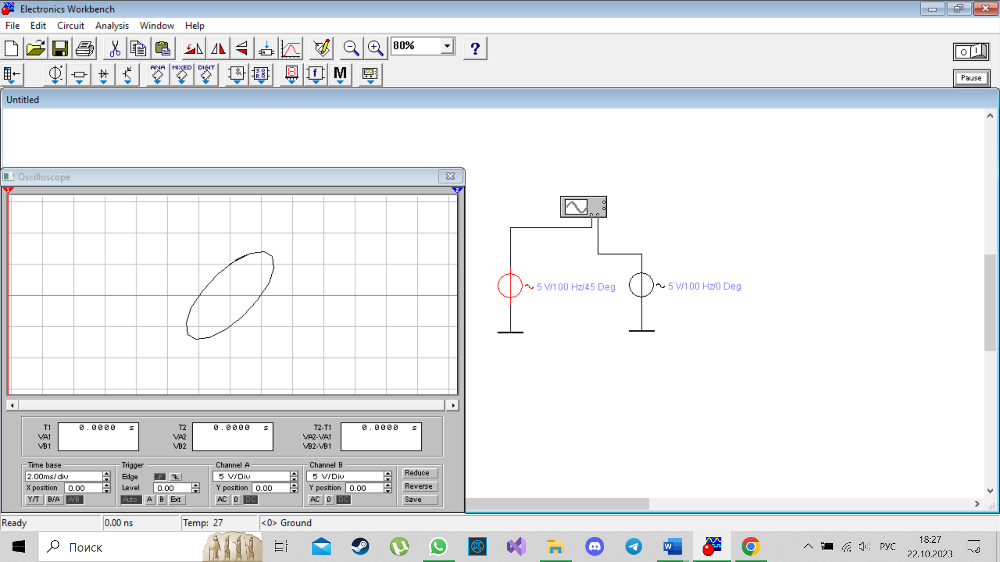 Electronics Workbench
File Edit Circuit Analysis Window Help
80%
?
ANA MIXED DIGIT
f M
Pause
Untitled
Oscilloscope
1 2
5 V/100 Hz/45 Deg 5 V/100 Hz/0 Deg
T1 0.0000 s T2 0.0000 s T2-T1 0.0000 s
VA1 VA2 VA2-VA1
VB1 VB2 VB2-VB1
Time base Trigger Channel A Channel B
2.00ms/div Edge 5 V/Div 5 V/Div Reduce
X position 0.00 Level 0.00 Y position 0.00 Y position 0.00 Reverse
Y/T B/A A/B Auto A B Ext AC 0 DC AC 0 DC Save
Ready 0.00 ns Temp: 27 <0> Ground
Поиск
РУС
18:27
22.10.2023